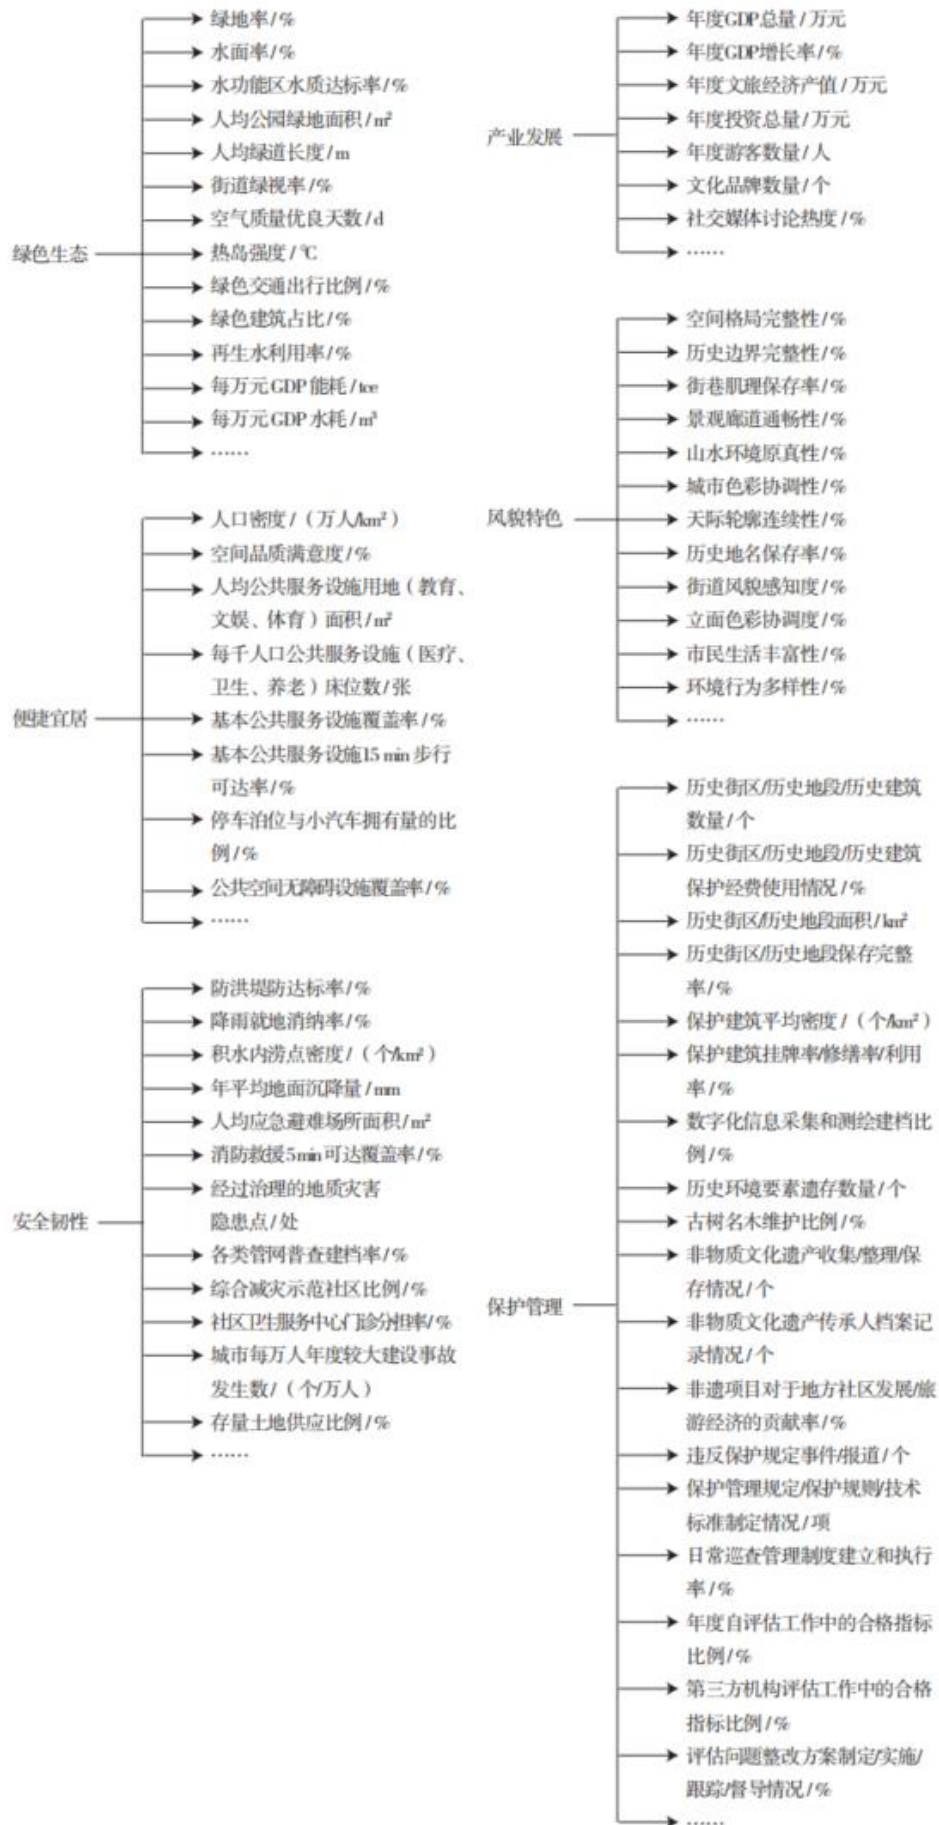 绿色生态
绿地率/%
水面率/%
水功能区水质达标率/%
人均公园绿地面积/m²
人均绿道长度/m
街道绿视率/%
空气质量优良天数/d
热岛强度/℃
绿色交通出行比例/%
绿色建筑占比/%
再生水利用率/%
每万元GDP能耗/tce
每万元GDP水耗/m³
……
便捷宜居
人口密度/（万人/km²）
空间品质满意度/%
人均公共服务设施用地（教育、
文娱、体育）面积/m²
每千人口公共服务设施（医疗、
卫生、养老）床位数/张
基本公共服务设施覆盖率/%
基本公共服务设施15 min步行
可达率/%
停车泊位与小汽车拥有量的比
例/%
公共空间无障碍设施覆盖率/%
……
安全韧性
防洪堤防达标率/%
降雨就地消纳率/%
积水内涝点密度/（个/km²）
年平均地面沉降量/mm
人均应急避难场所面积/m²
消防救援5min可达覆盖率/%
经过治理的地质灾害
隐患点/处
各类管网普查建档率/%
综合减灾示范社区比例/%
社区卫生服务中心门诊分担率/%
城市每万人年度较大建设事故
发生数/（个/万人）
存量土地供应比例/%
……
产业发展
年度GDP总量/万元
年度GDP增长率/%
年度文旅经济产值/万元
年度投资总量/万元
年度游客数量/人
文化品牌数量/个
社交媒体讨论热度/%
……
风貌特色
空间格局完整性/%
历史边界完整性/%
街巷肌理保存率/%
景观廊道通畅性/%
山水环境原真性/%
城市色彩协调性/%
天际轮廓连续性/%
历史地名保存率/%
街道风貌感知度/%
立面色彩协调度/%
市民生活丰富性/%
环境行为多样性/%
……
保护管理
历史街区/历史地段/历史建筑
数量/个
历史街区/历史地段/历史建筑
保护经费使用情况/%
历史街区/历史地段面积/km²
历史街区/历史地段保存完整
率/%
保护建筑平均密度/（个/km²）
保护建筑挂牌率/修缮率/利用
率/%
数字化信息采集和测绘建档比
例/%
历史环境要素遗存数量/个
古树名木维护比例/%
非物质文化遗产收集/整理/保
存情况/个
非物质文化遗产传承人档案记
录情况/个
非遗项目对于地方社区发展/旅
游经济的贡献率/%
违反保护规定事件/报道/个
保护管理规定/保护规则/技术
标准制定情况/项
日常巡查管理制度建立和执行
率/%
年度自评估工作中的合格指标
比例/%
第三方机构评估工作中的合格
指标比例/%
评估问题整改方案制定/实施/
跟踪/督导情况/%
……